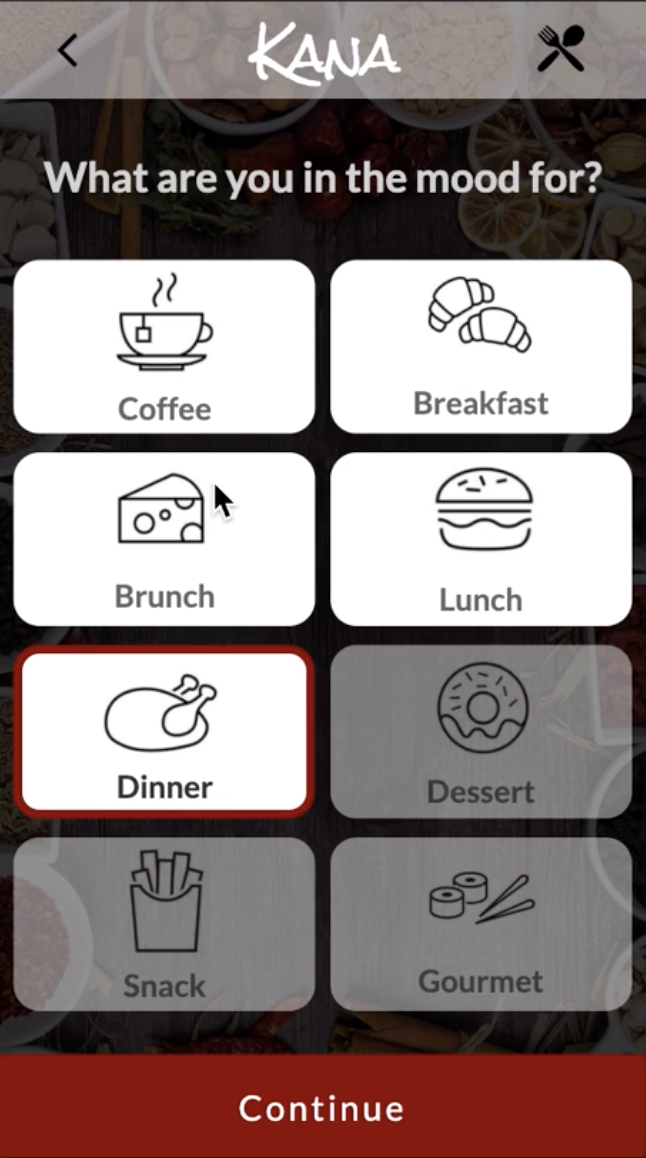 KANA
What are you in the mood for?
Coffee
Breakfast
Brunch
Lunch
Dinner
Dessert
Snack
Gourmet
Continue